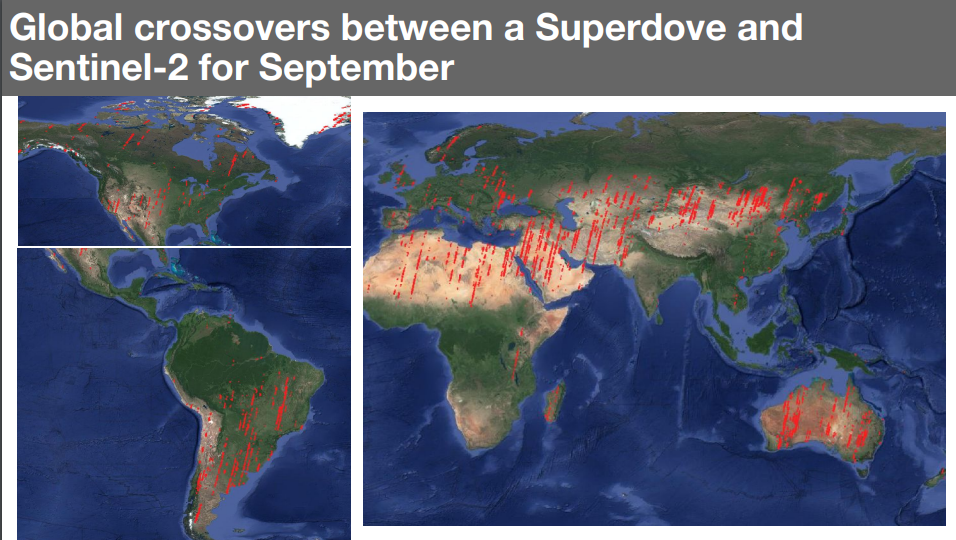 Global crossovers between a Superdove and
Sentinel-2 for September